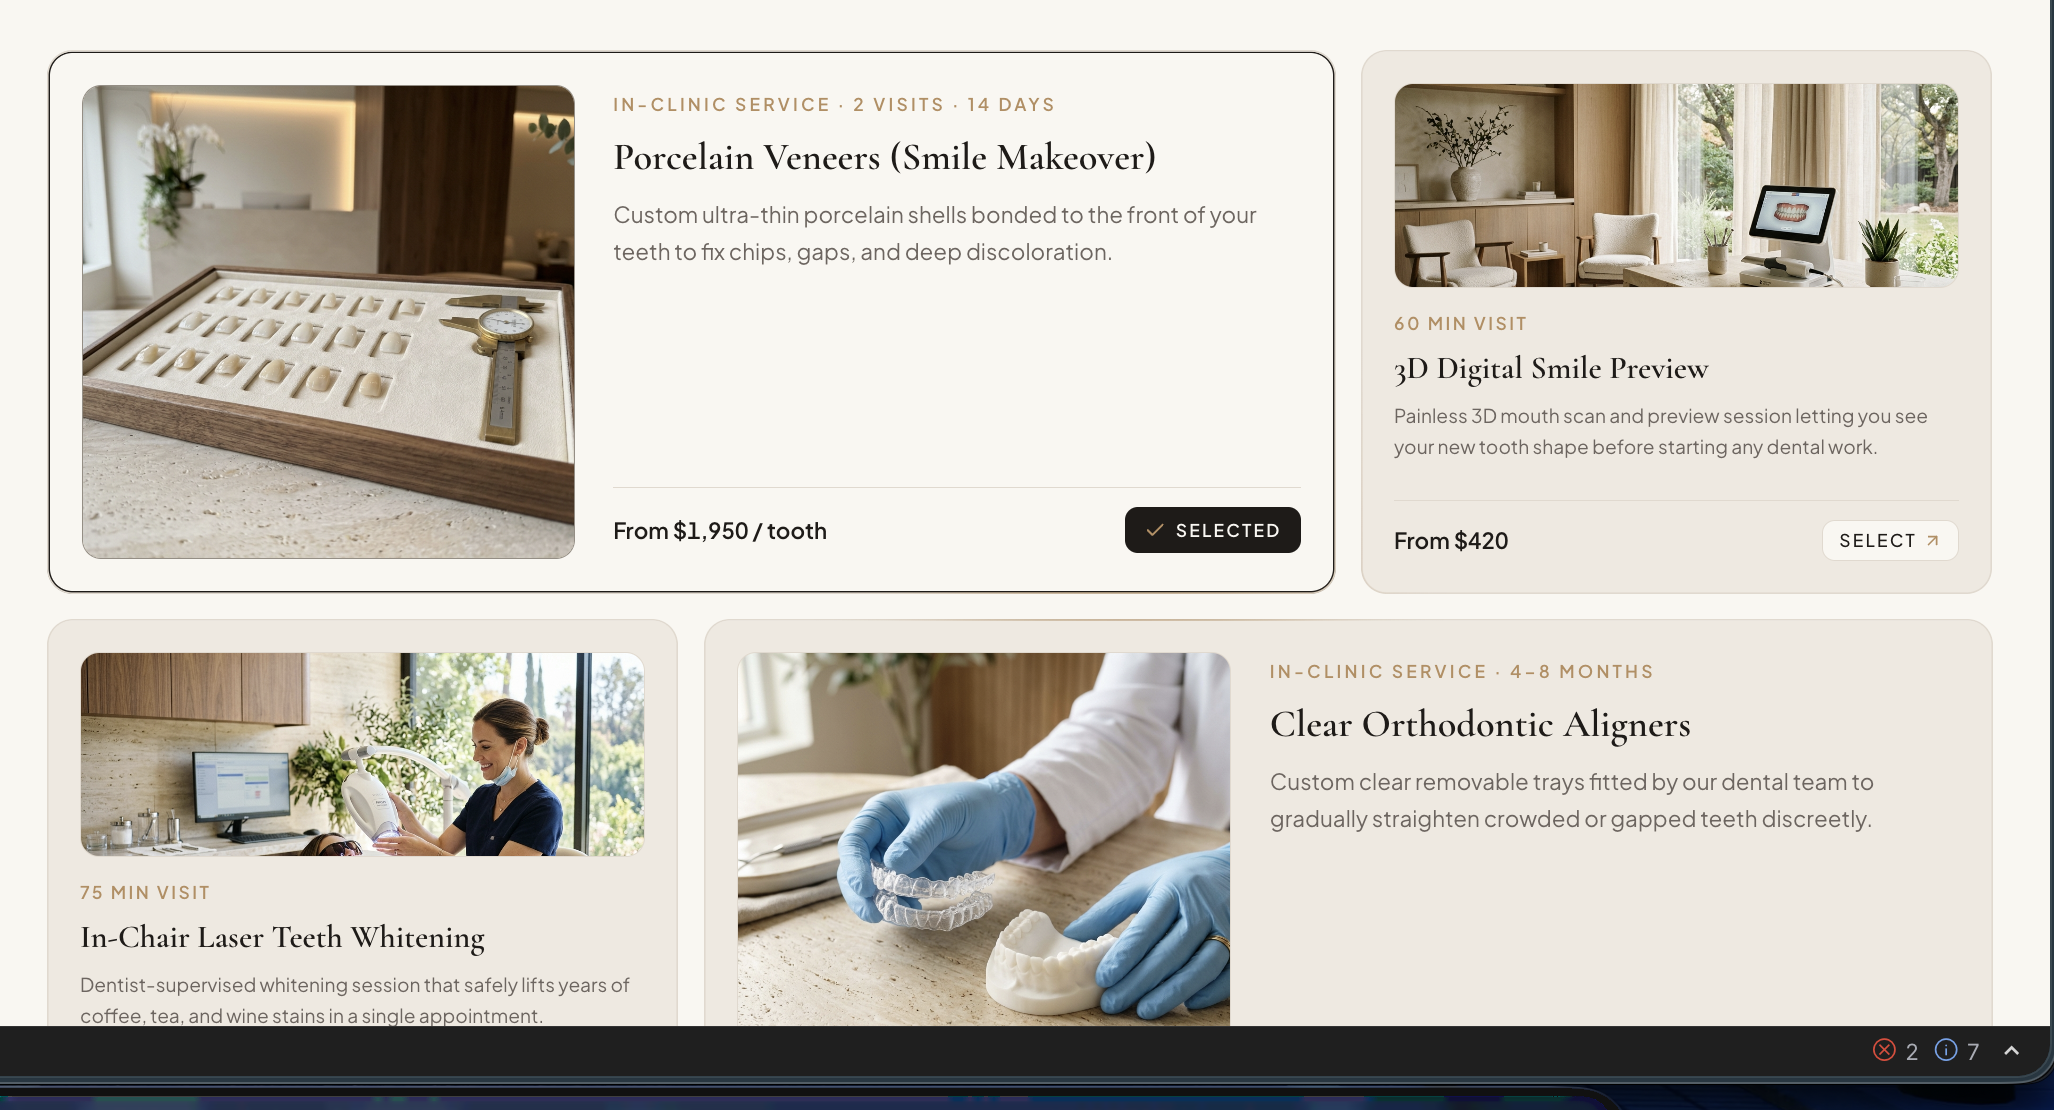 IN-CLINIC SERVICE · 2 VISITS · 14 DAYS
Porcelain Veneers (Smile Makeover)
Custom ultra-thin porcelain shells bonded to the front of your
teeth to fix chips, gaps, and deep discoloration.
From $1,950 / tooth
SELECTED
60 MIN VISIT
3D Digital Smile Preview
Painless 3D mouth scan and preview session letting you see
your new tooth shape before starting any dental work.
From $420
SELECT
75 MIN VISIT
In-Chair Laser Teeth Whitening
Dentist-supervised whitening session that safely lifts years of
coffee, tea, and wine stains in a single appointment.
IN-CLINIC SERVICE · 4–8 MONTHS
Clear Orthodontic Aligners
Custom clear removable trays fitted by our dental team to
gradually straighten crowded or gapped teeth discreetly.
2 7